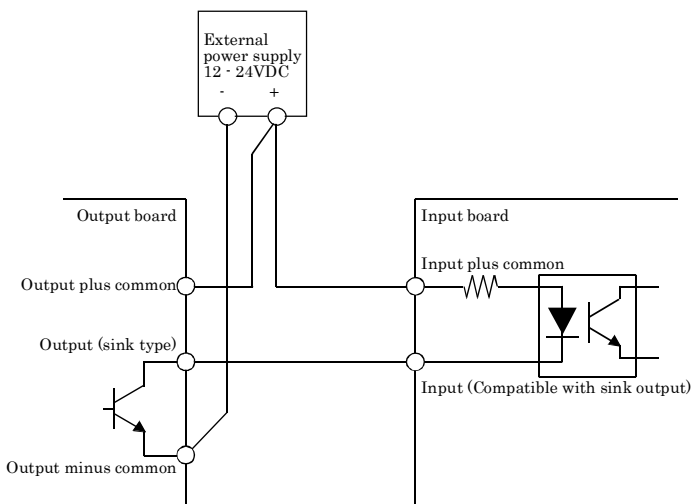 External
power supply
12 - 24VDC
- +
Output board
Input board
Input plus common
Output plus common
Output (sink type)
Input (Compatible with sink output)
Output minus common